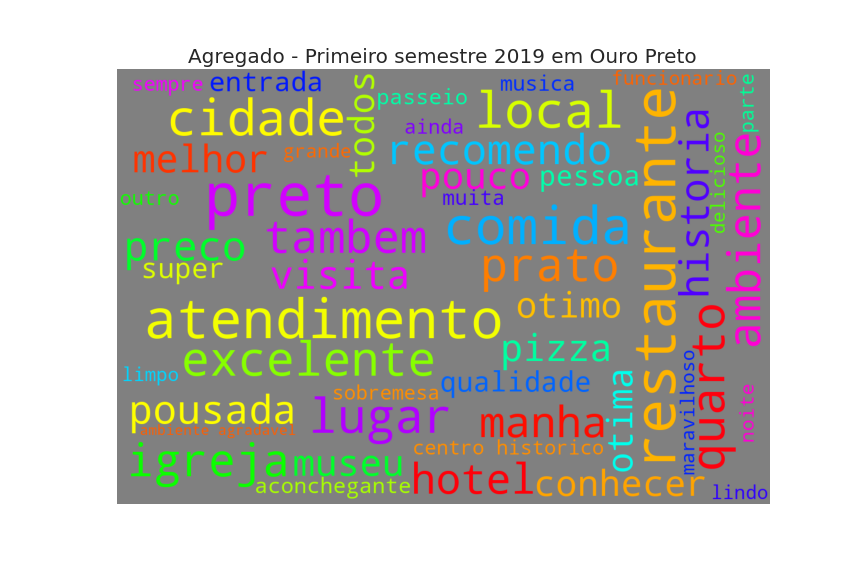 Agregado - Primeiro semestre 2019 em Ouro Preto
sempre
entrada
todos
passeio
musica
funcionario
parte
cidade
local
ainda
melhor
grande
recomendo
restaurante
historia
delicioso
ambiente
outro
preto
pouco
pessoa
muita
preco
tambem
comida
super
visita
prato
atendimento
otimo
excelente
pizza
quarto
limpo
qualidade
otima
maravilhoso
noite
sobremesa
pousada
lugar
manha
ambiente agradavel
centro historico
igreja
museu
hotel
conhecer
aconchegante
lindo